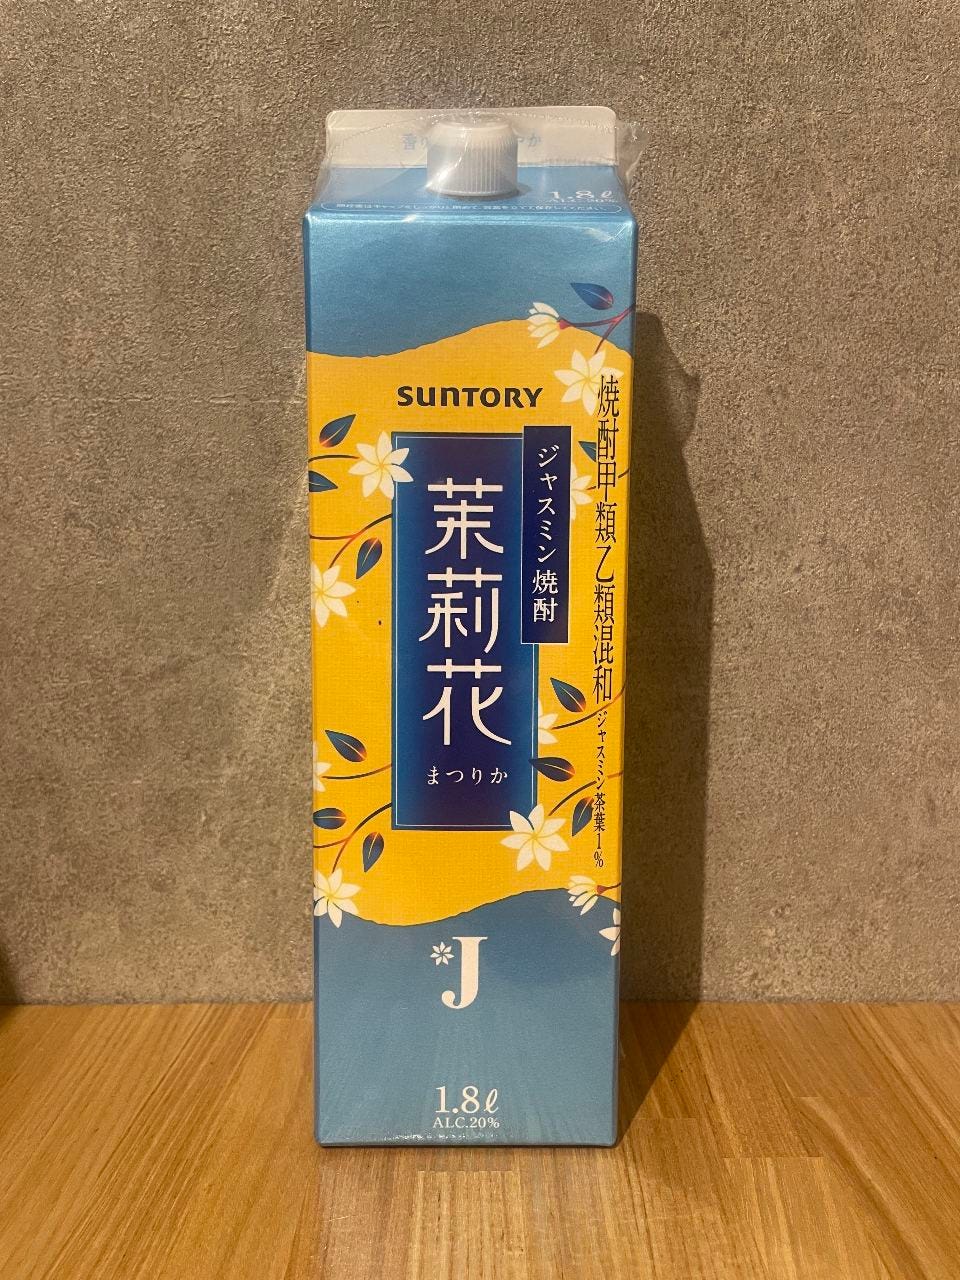 1.8ℓ
ALC.20%
SUNTORY
ジャスミン焼酎
茉莉花
まつりか
焼酎甲類乙類混和 ジャスミン茶葉1%
J
1.8ℓ
ALC.20%